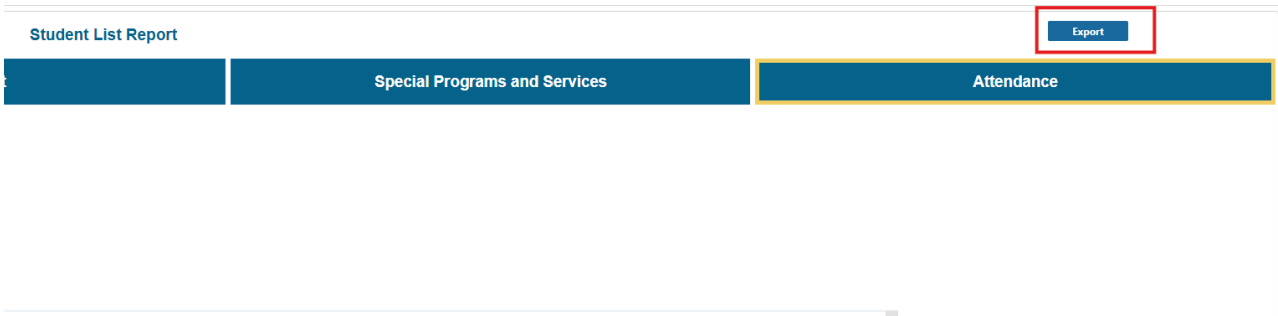 Student List Report
Export
Special Programs and Services
Attendance